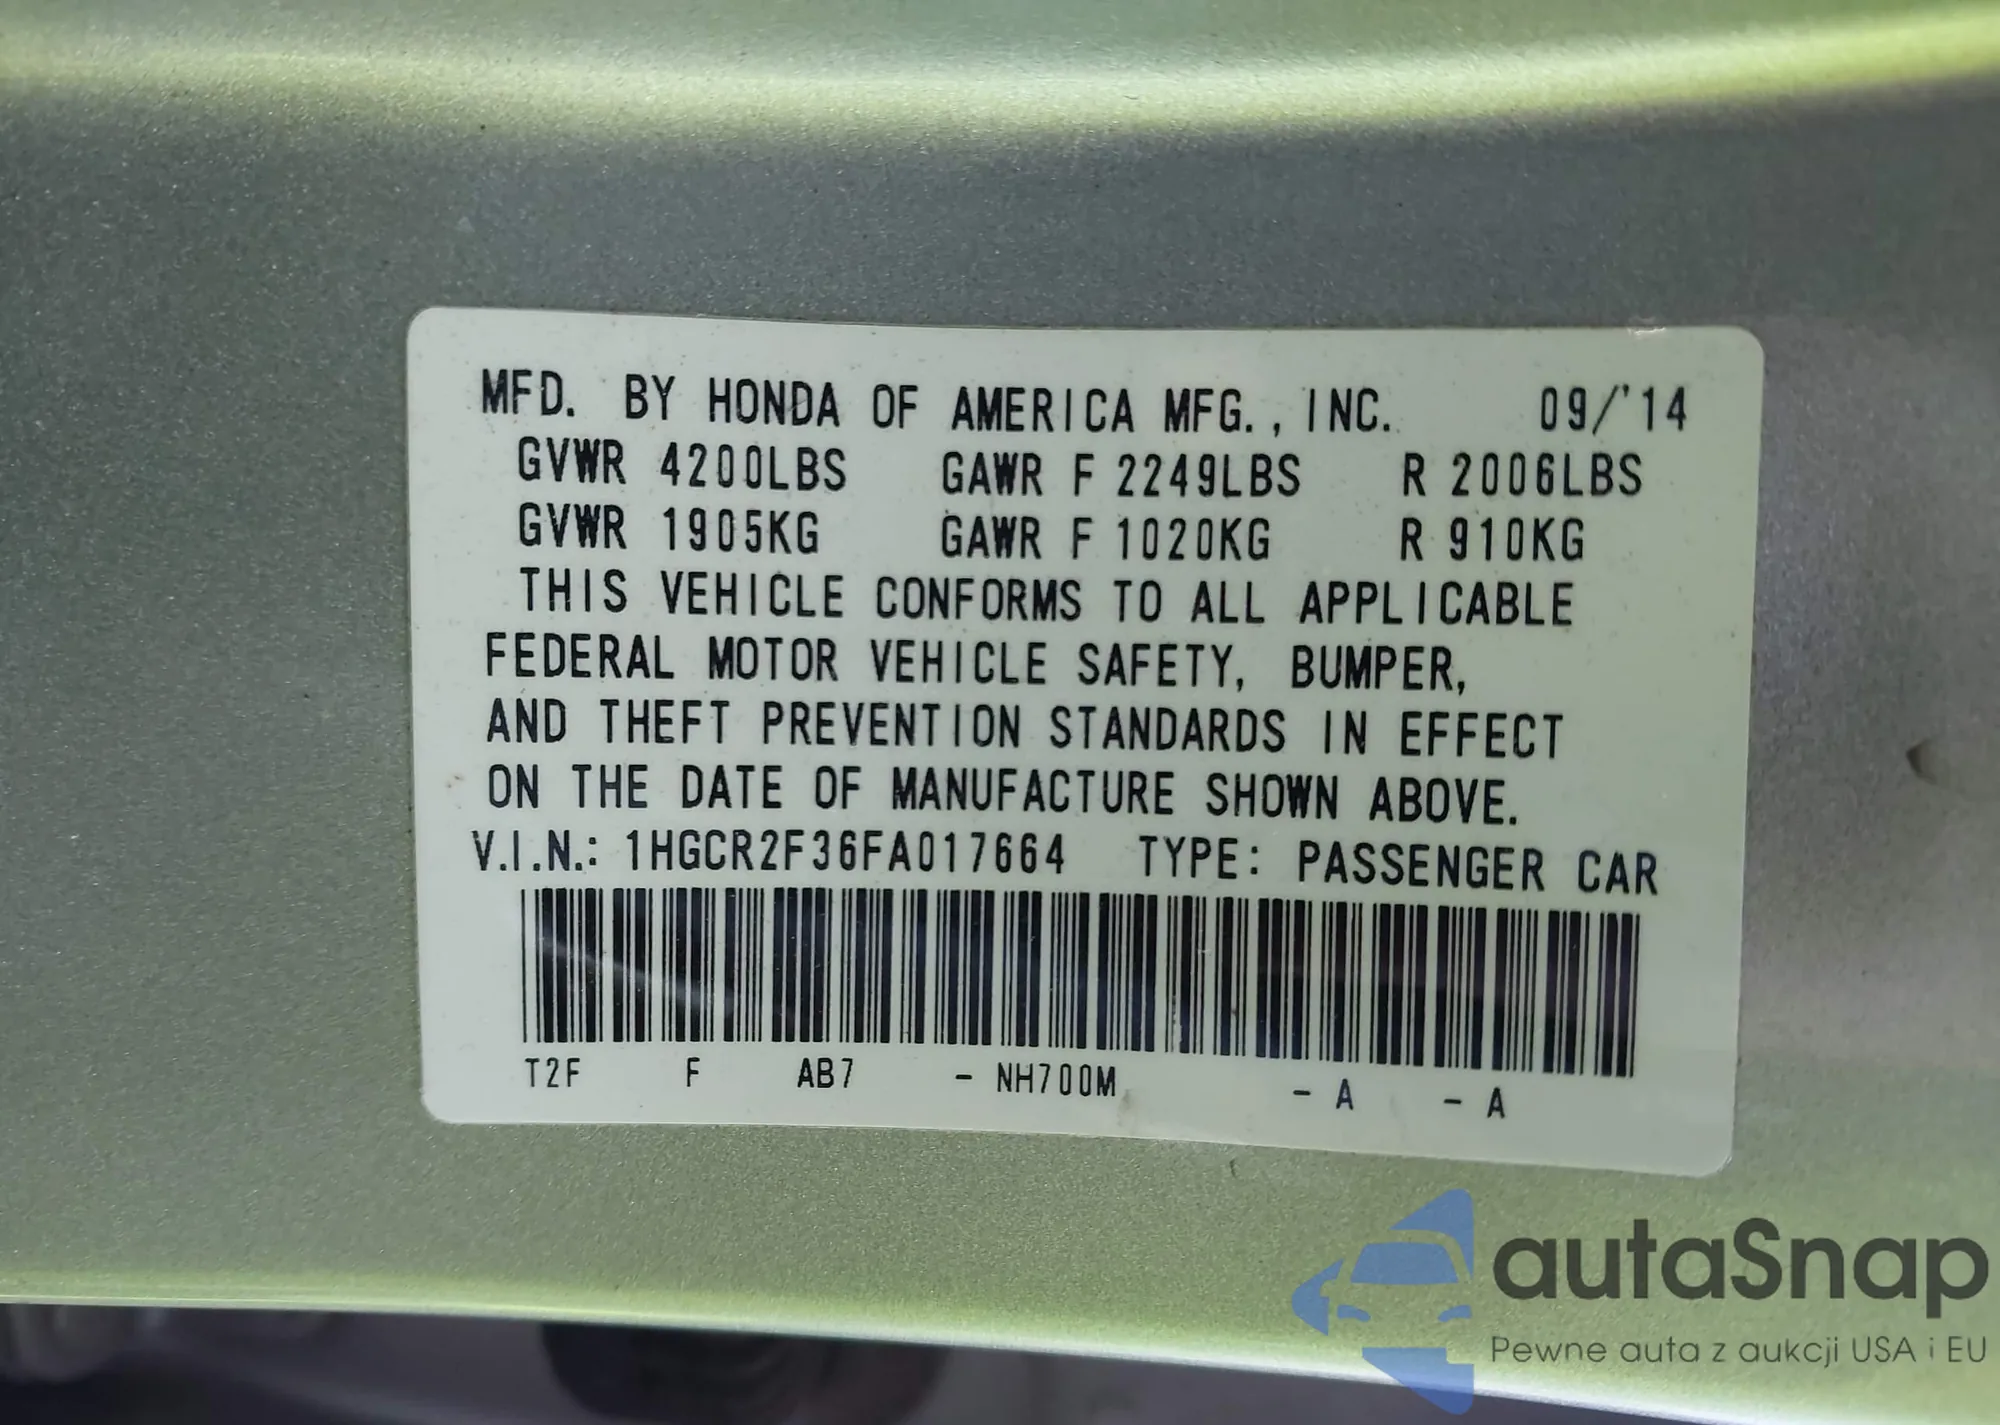 MFD. BY HONDA OF AMERICA MFG., INC. 09/'14
GVWR 4200LBS GAWR F 2249LBS R 2006LBS
GVWR 1905KG GAWR F 1020KG R 910KG
THIS VEHICLE CONFORMS TO ALL APPLICABLE
FEDERAL MOTOR VEHICLE SAFETY, BUMPER,
AND THEFT PREVENTION STANDARDS IN EFFECT
ON THE DATE OF MANUFACTURE SHOWN ABOVE.
V.I.N.: 1HGCR2F36FA017664 TYPE: PASSENGER CAR
T2F F AB7 - NH700M - A - A
autaSnap
Pewne auta z aukcji USA i EU